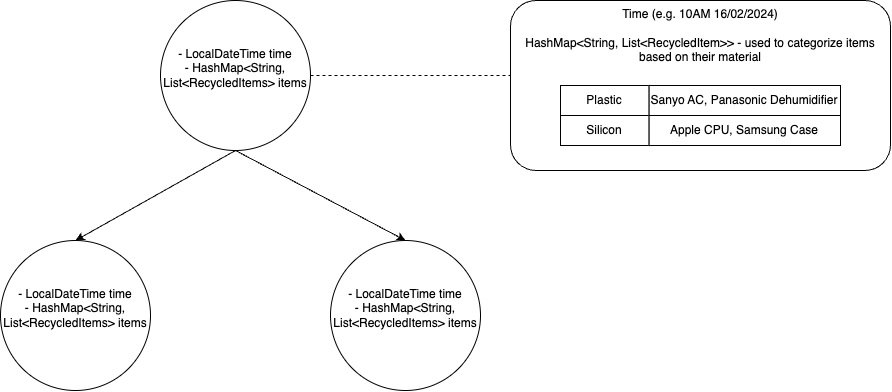 - LocalDateTime time
- HashMap<String,
List<RecycledItems> items
Time (e.g. 10AM 16/02/2024)
HashMap<String, List<RecycledItem>> - used to categorize items
based on their material
Plastic Sanyo AC, Panasonic Dehumidifier
Silicon Apple CPU, Samsung Case
- LocalDateTime time
- HashMap<String,
List<RecycledItems> items
- LocalDateTime time
- HashMap<String,
List<RecycledItems> items